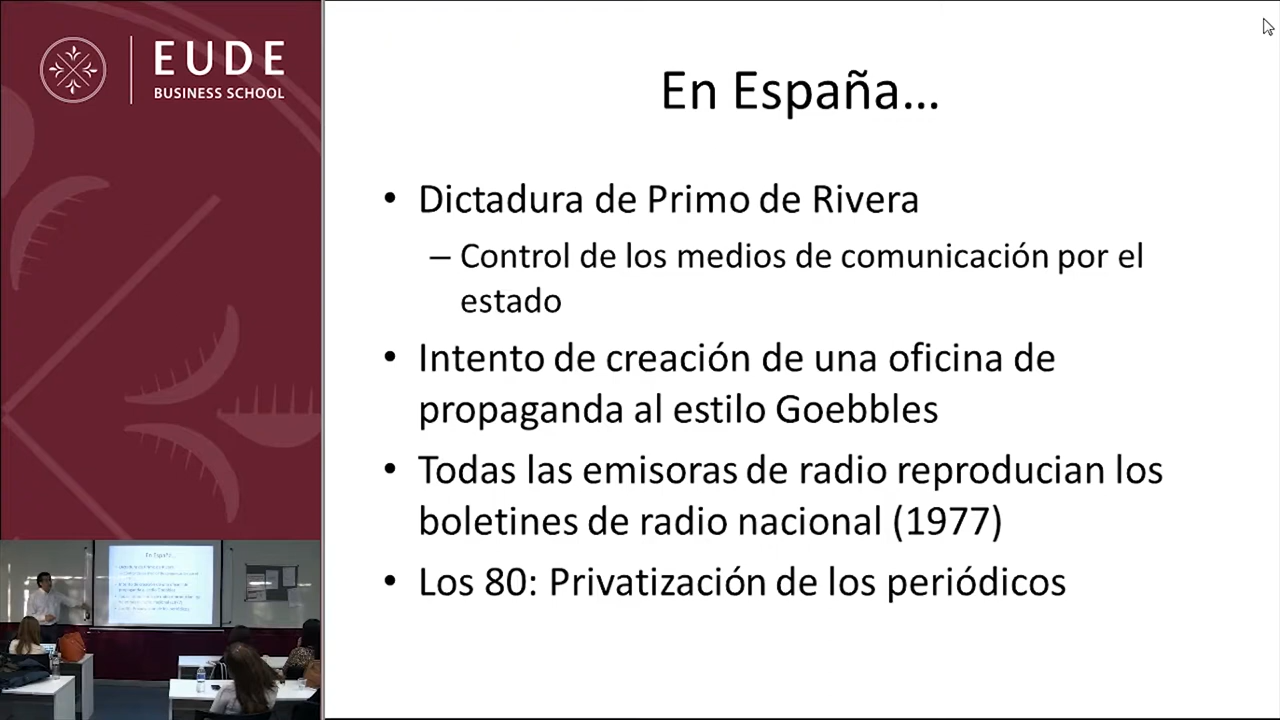 EUDE
BUSINESS SCHOOL
En España...
• Dictadura de Primo de Rivera
– Control de los medios de comunicación por el
estado
• Intento de creación de una oficina de
propaganda al estilo Goebbles
• Todas las emisoras de radio reproducian los
boletines de radio nacional (1977)
• Los 80: Privatización de los periódicos
En España...